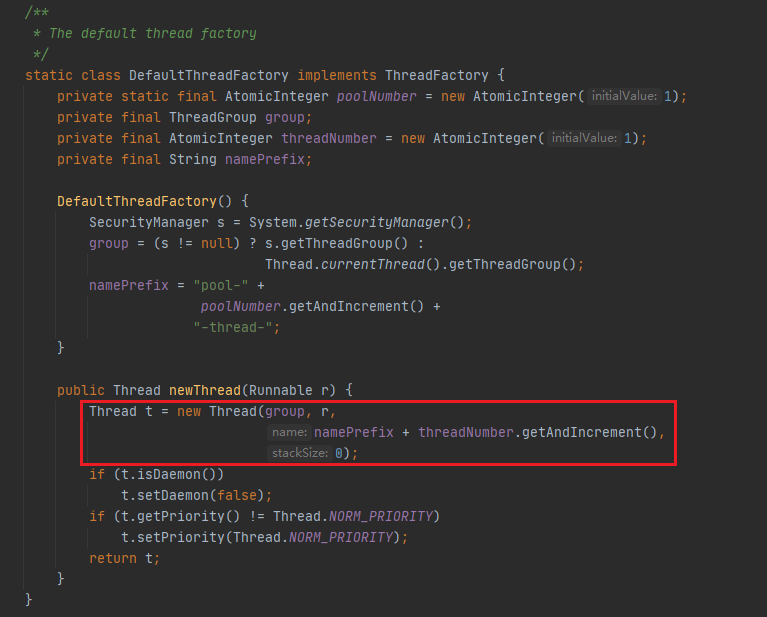 /**
 * The default thread factory
 */
static class DefaultThreadFactory implements ThreadFactory {
    private static final AtomicInteger poolNumber = new AtomicInteger( initialValue: 1);
    private final ThreadGroup group;
    private final AtomicInteger threadNumber = new AtomicInteger( initialValue: 1);
    private final String namePrefix;

    DefaultThreadFactory() {
        SecurityManager s = System.getSecurityManager();
        group = (s != null) ? s.getThreadGroup() :
                              Thread.currentThread().getThreadGroup();
        namePrefix = "pool-" +
                      poolNumber.getAndIncrement() +
                     "-thread-";
    }

    public Thread newThread(Runnable r) {
        Thread t = new Thread(group, r,
                              name: namePrefix + threadNumber.getAndIncrement(),
                              stackSize: 0);
        if (t.isDaemon())
            t.setDaemon(false);
        if (t.getPriority() != Thread.NORM_PRIORITY)
            t.setPriority(Thread.NORM_PRIORITY);
        return t;
    }
}